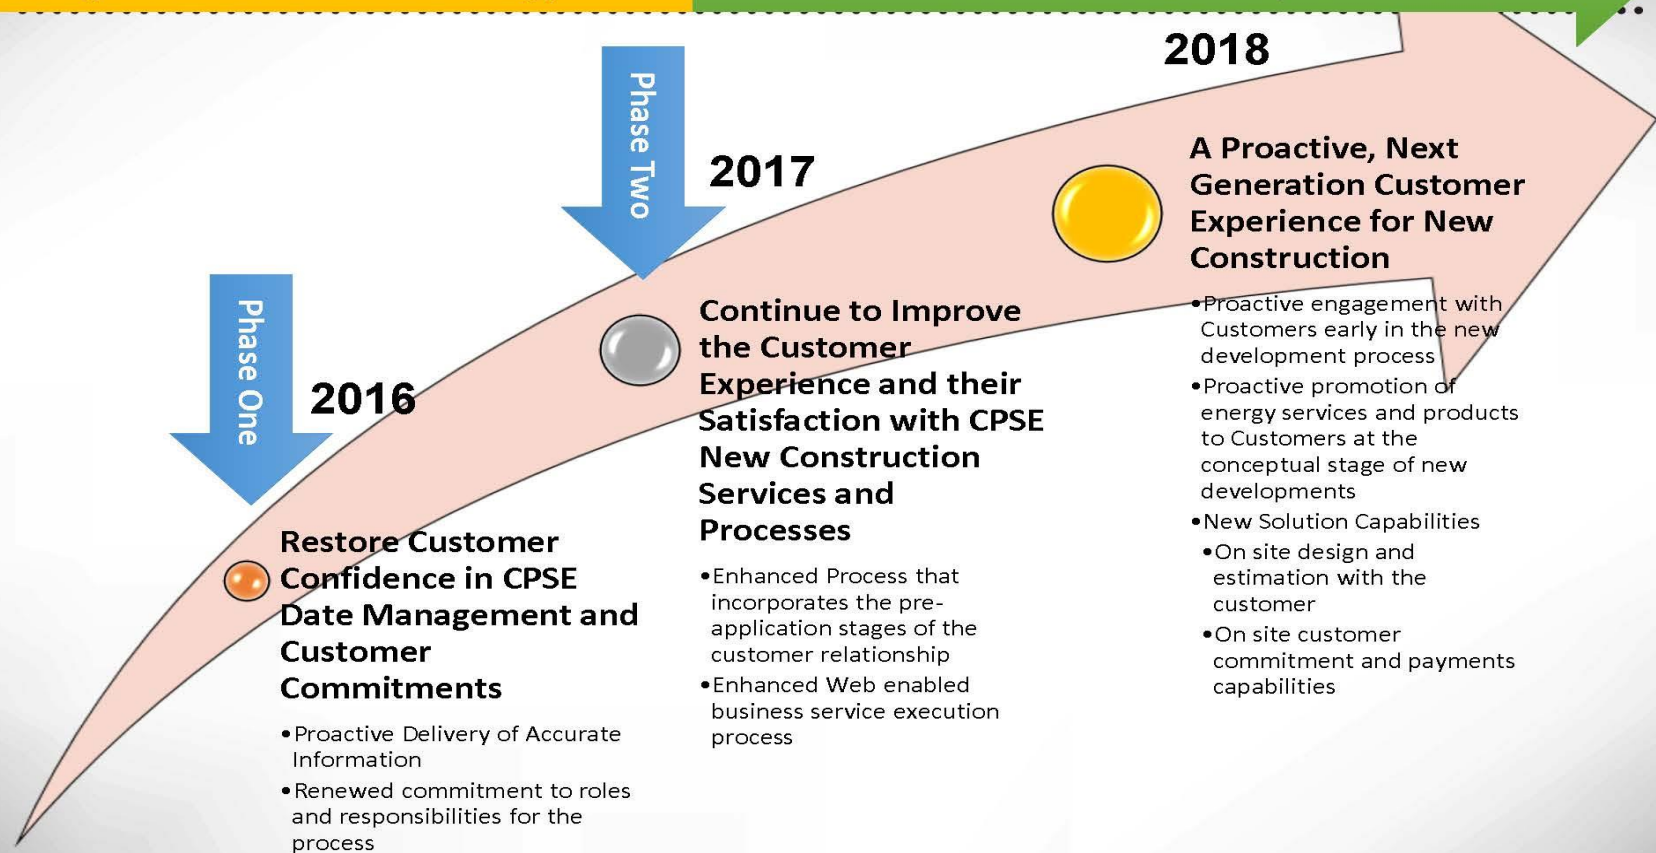 Phase One
2016
Restore Customer
Confidence in CPSE
Date Management and
Customer
Commitments
•Proactive Delivery of Accurate
Information
•Renewed commitment to roles
and responsibilities for the
process
Phase Two
2017
Continue to Improve
the Customer
Experience and their
Satisfaction with CPSE
New Construction
Services and
Processes
•Enhanced Process that
incorporates the pre-
application stages of the
customer relationship
•Enhanced Web enabled
business service execution
process
2018
A Proactive, Next
Generation Customer
Experience for New
Construction
•Proactive engagement with
Customers early in the new
development process
•Proactive promotion of
energy services and products
to Customers at the
conceptual stage of new
developments
•New Solution Capabilities
•On site design and
estimation with the
customer
•On site customer
commitment and payments
capabilities